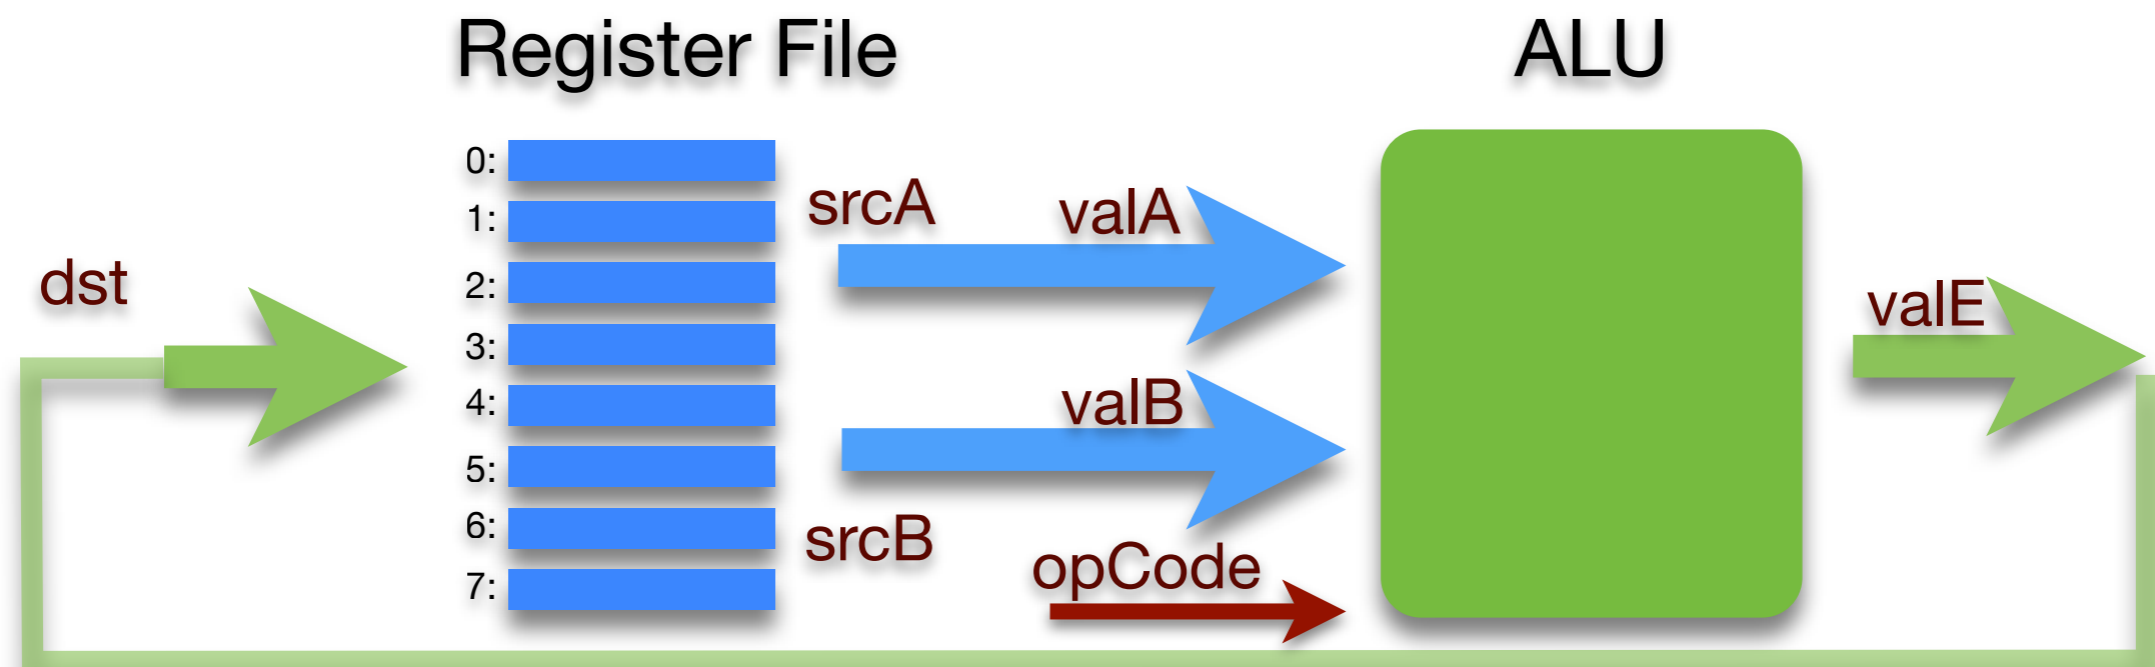 Register File
ALU
0:
1:
2:
3:
4:
5:
6:
7:
dst
srcA
valA
valB
srcB
opCode
valE